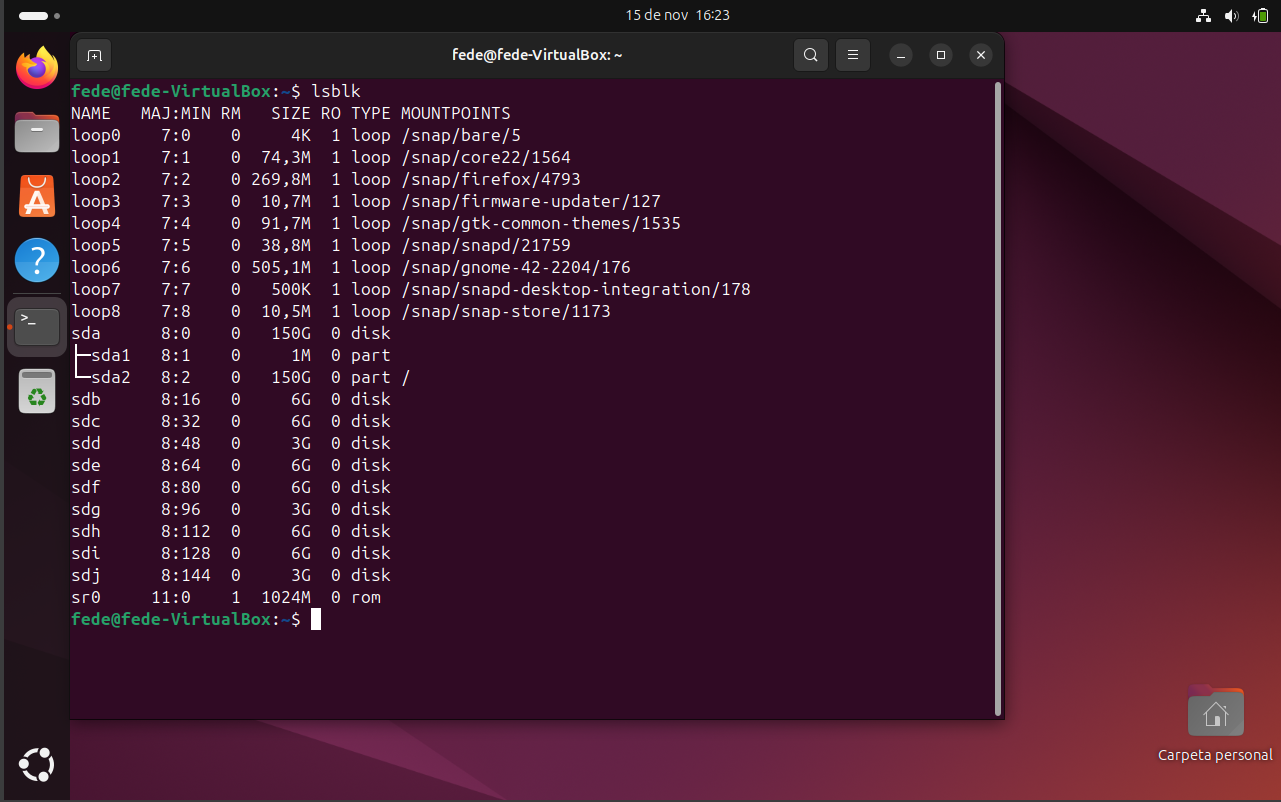 15 de nov 16:23
fede@fede-VirtualBox: ~
fede@fede-VirtualBox:~$ lsblk
NAME   MAJ:MIN RM   SIZE RO TYPE MOUNTPOINTS
loop0    7:0    0     4K  1 loop /snap/bare/5
loop1    7:1    0  74,3M  1 loop /snap/core22/1564
loop2    7:2    0 269,8M  1 loop /snap/firefox/4793
loop3    7:3    0  10,7M  1 loop /snap/firmware-updater/127
loop4    7:4    0  91,7M  1 loop /snap/gtk-common-themes/1535
loop5    7:5    0  38,8M  1 loop /snap/snapd/21759
loop6    7:6    0 505,1M  1 loop /snap/gnome-42-2204/176
loop7    7:7    0   500K  1 loop /snap/snapd-desktop-integration/178
loop8    7:8    0  10,5M  1 loop /snap/snap-store/1173
sda      8:0    0   150G  0 disk
├─sda1   8:1    0     1M  0 part
└─sda2   8:2    0   150G  0 part /
sdb      8:16   0     6G  0 disk
sdc      8:32   0     6G  0 disk
sdd      8:48   0     3G  0 disk
sde      8:64   0     6G  0 disk
sdf      8:80   0     6G  0 disk
sdg      8:96   0     3G  0 disk
sdh      8:112  0     6G  0 disk
sdi      8:128  0     6G  0 disk
sdj      8:144  0     3G  0 disk
sr0     11:0    1  1024M  0 rom
fede@fede-VirtualBox:~$
Carpeta personal